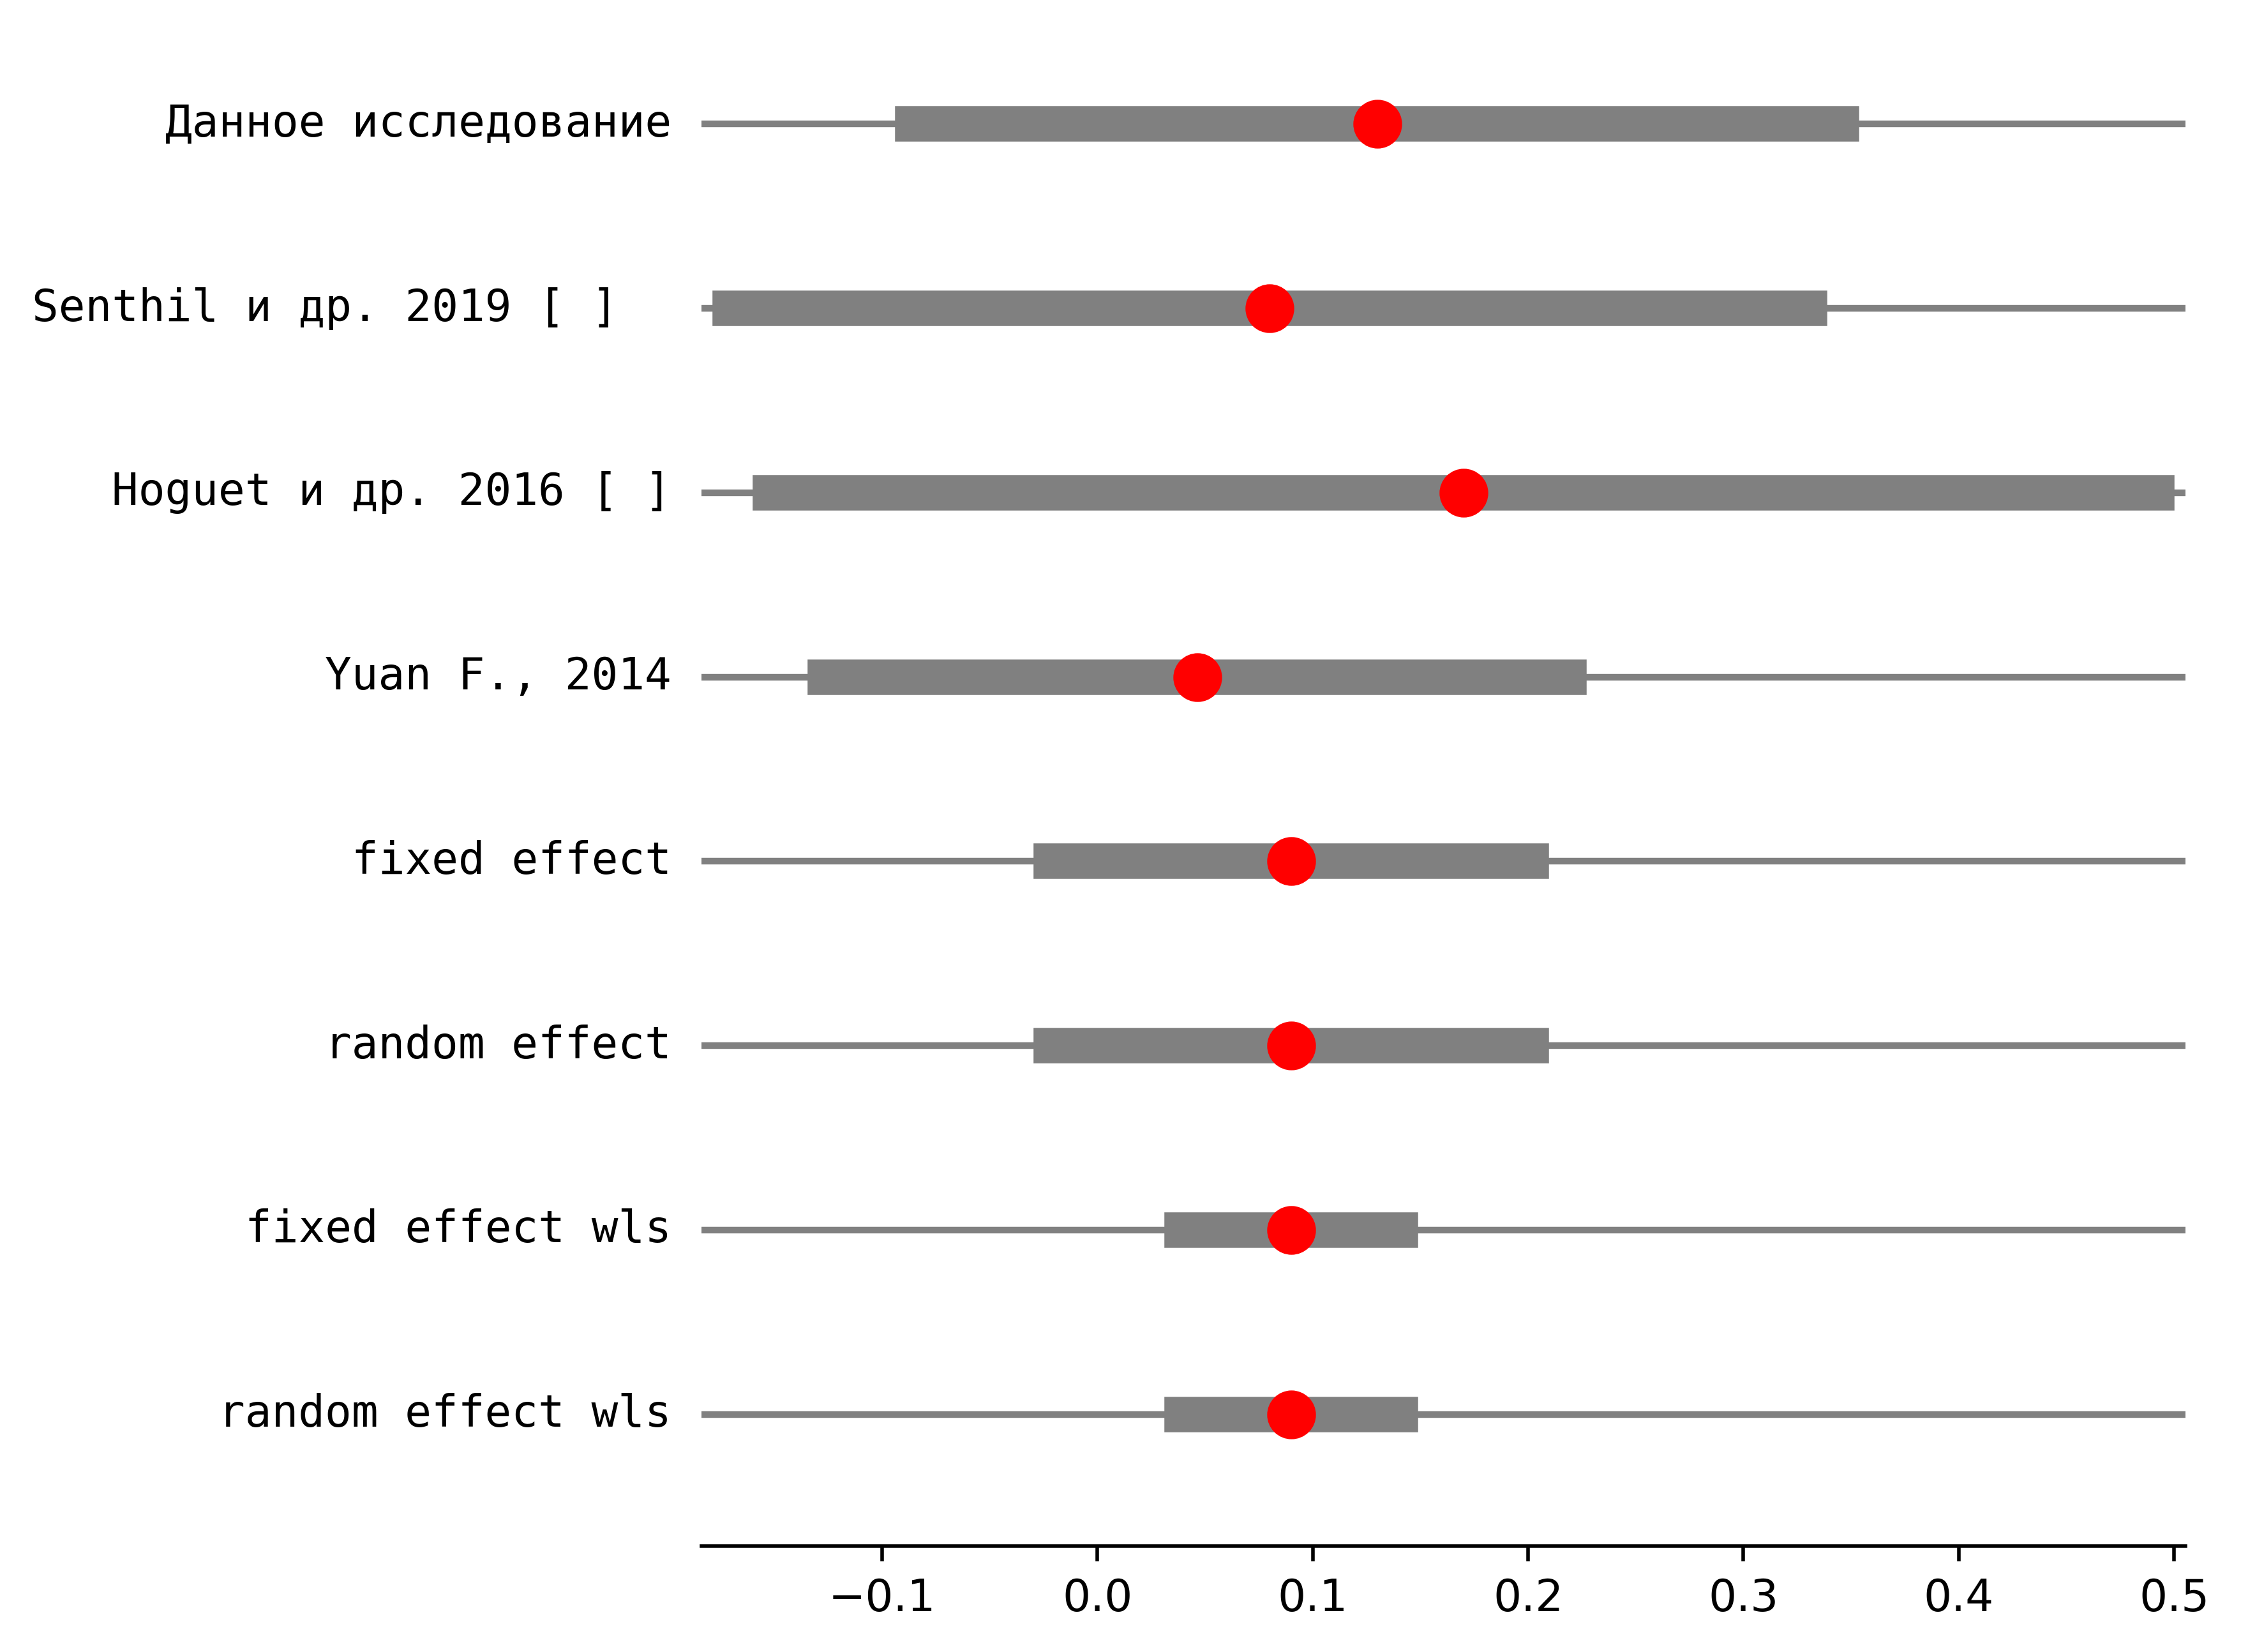 Данное исследование
Senthil и др. 2019 [ ]
Hoguet и др. 2016 [ ]
Yuan F., 2014
fixed effect
random effect
fixed effect wls
random effect wls
−0.1 0.0 0.1 0.2 0.3 0.4 0.5